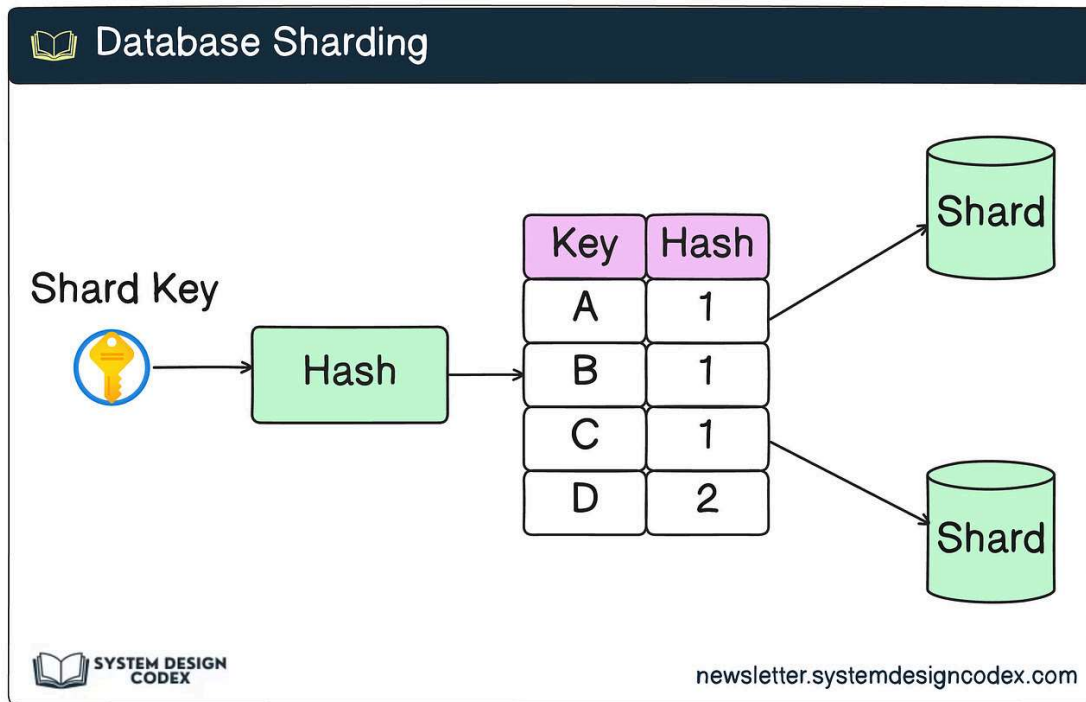 Database Sharding
Shard Key
Hash
Key Hash
A 1
B 1
C 1
D 2
Shard
Shard
SYSTEM DESIGN
CODEX
newsletter.systemdesigncodex.com